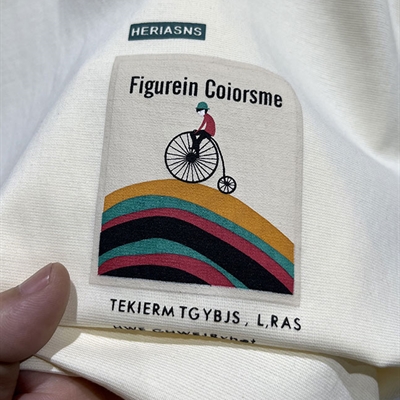 HERIASNS
Figurein Coiorsme
TEKIERM TGYBJS, L,RAS